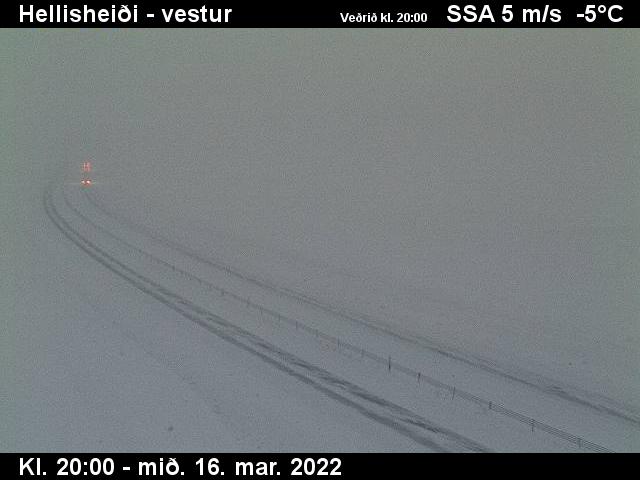 Hellisheiði - vestur Veðrið kl. 20:00 SSA 5 m/s -5°C
Kl. 20:00 - mið. 16. mar. 2022